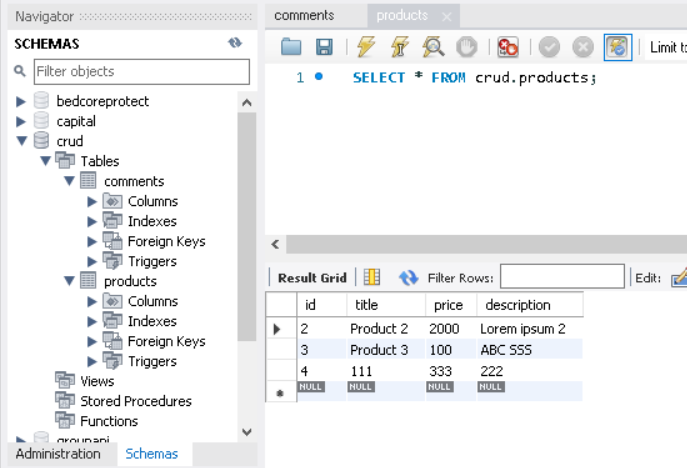 Navigator
SCHEMAS
Filter objects
bedcoreprotect
capital
crud
Tables
comments
Columns
Indexes
Foreign Keys
Triggers
products
Columns
Indexes
Foreign Keys
Triggers
Views
Stored Procedures
Functions
groupapi
Administration Schemas
comments products
Limit to
1 SELECT * FROM crud.products;
Result Grid Filter Rows: Edit:
id title price description
2 Product 2 2000 Lorem ipsum 2
3 Product 3 100 ABC SSS
4 111 333 222
NULL NULL NULL NULL